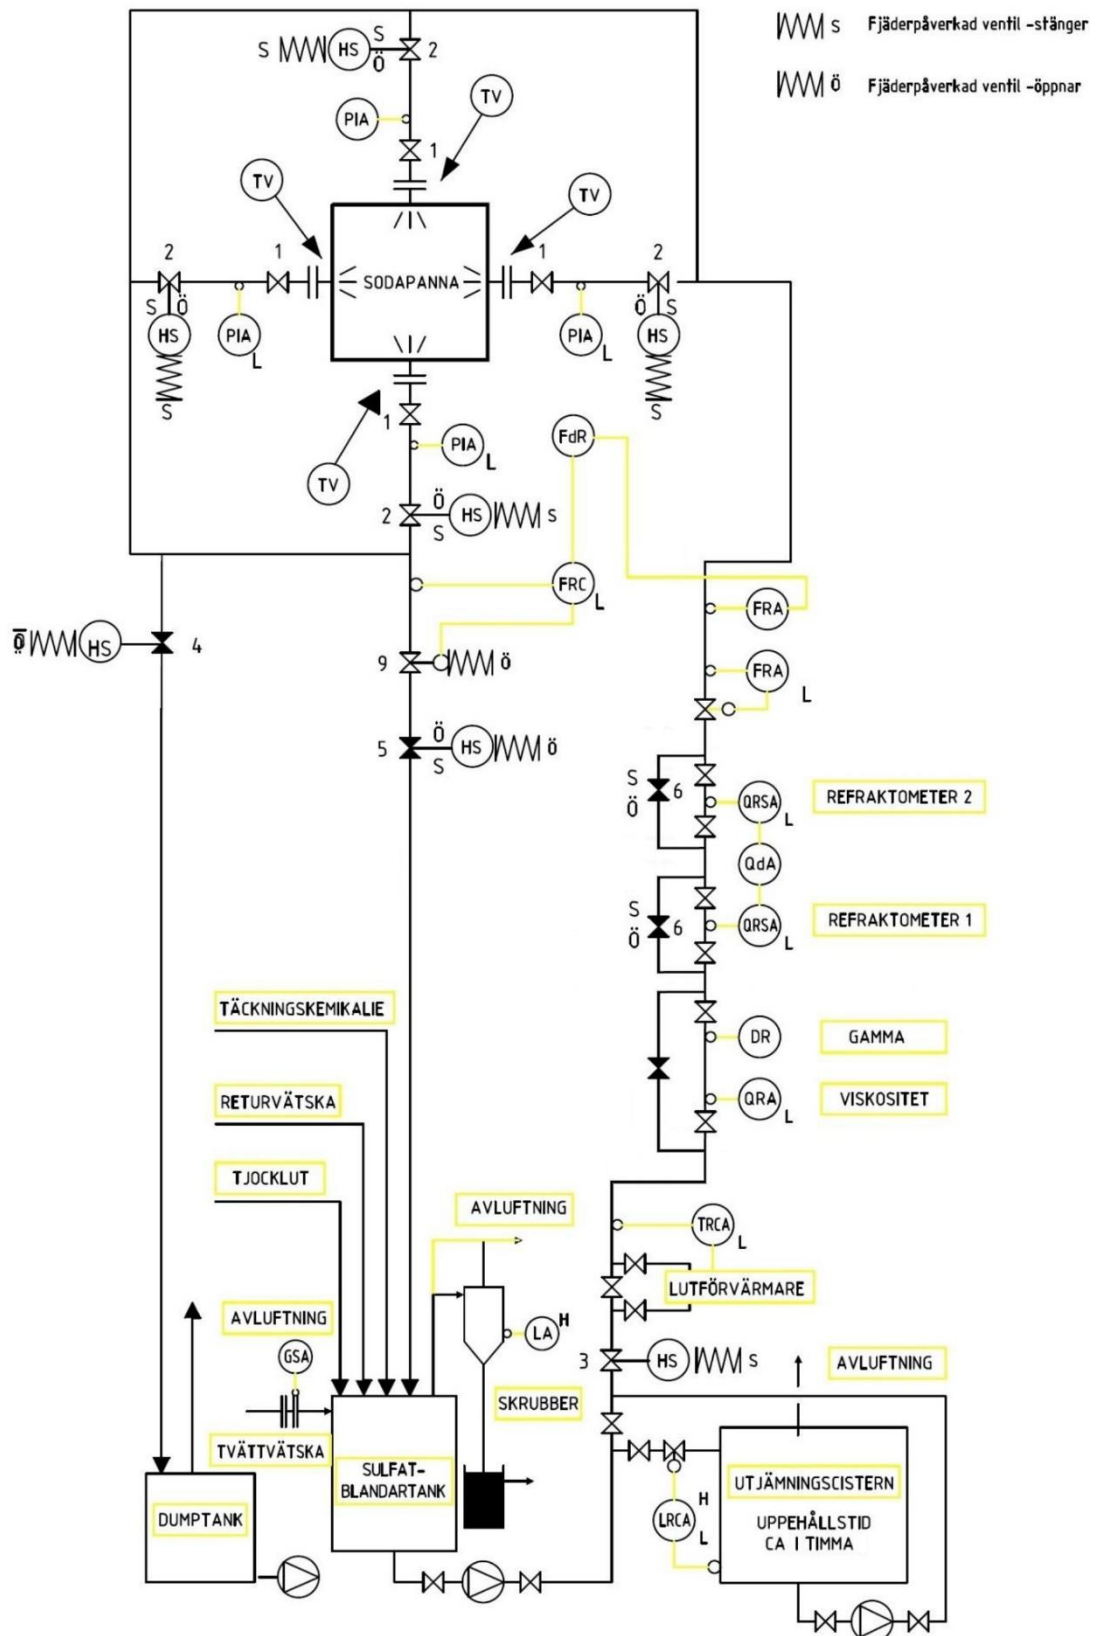 S Fjäderpåverkad ventil -stänger
Ö Fjäderpåverkad ventil -öppnar
S HS S Ö 2
PIA
1
TV
TV
TV
2
1
1
2
SODAPANNA
S Ö
HS
S
PIA L
PIA L
Ö S
HS
S
1
TV
PIA L
FdR
2
Ö
S
HS S
FRC L
FRA
Ö HS 4
9 Ö
FRA L
5
Ö
S
HS Ö
S
Ö
6
QRSA L
REFRAKTOMETER 2
QdA
S
Ö
6
QRSA L
REFRAKTOMETER 1
TÄCKNINGSKEMIKALIE
DR
GAMMA
RETURVÄTSKA
QRA L
VISKOSITET
TJOCKLUT
AVLUFTNING
TRCA L
LUTFÖRVÄRMARE
AVLUFTNING
LA H
GSA
3 HS S
AVLUFTNING
SKRUBBER
TVÄTTVÄTSKA
SULFAT-
BLANDARTANK
UTJÄMNINGSCISTERN
DUMPTANK
H
LRCA
L
UPPEHÅLLSTID
CA I TIMMA